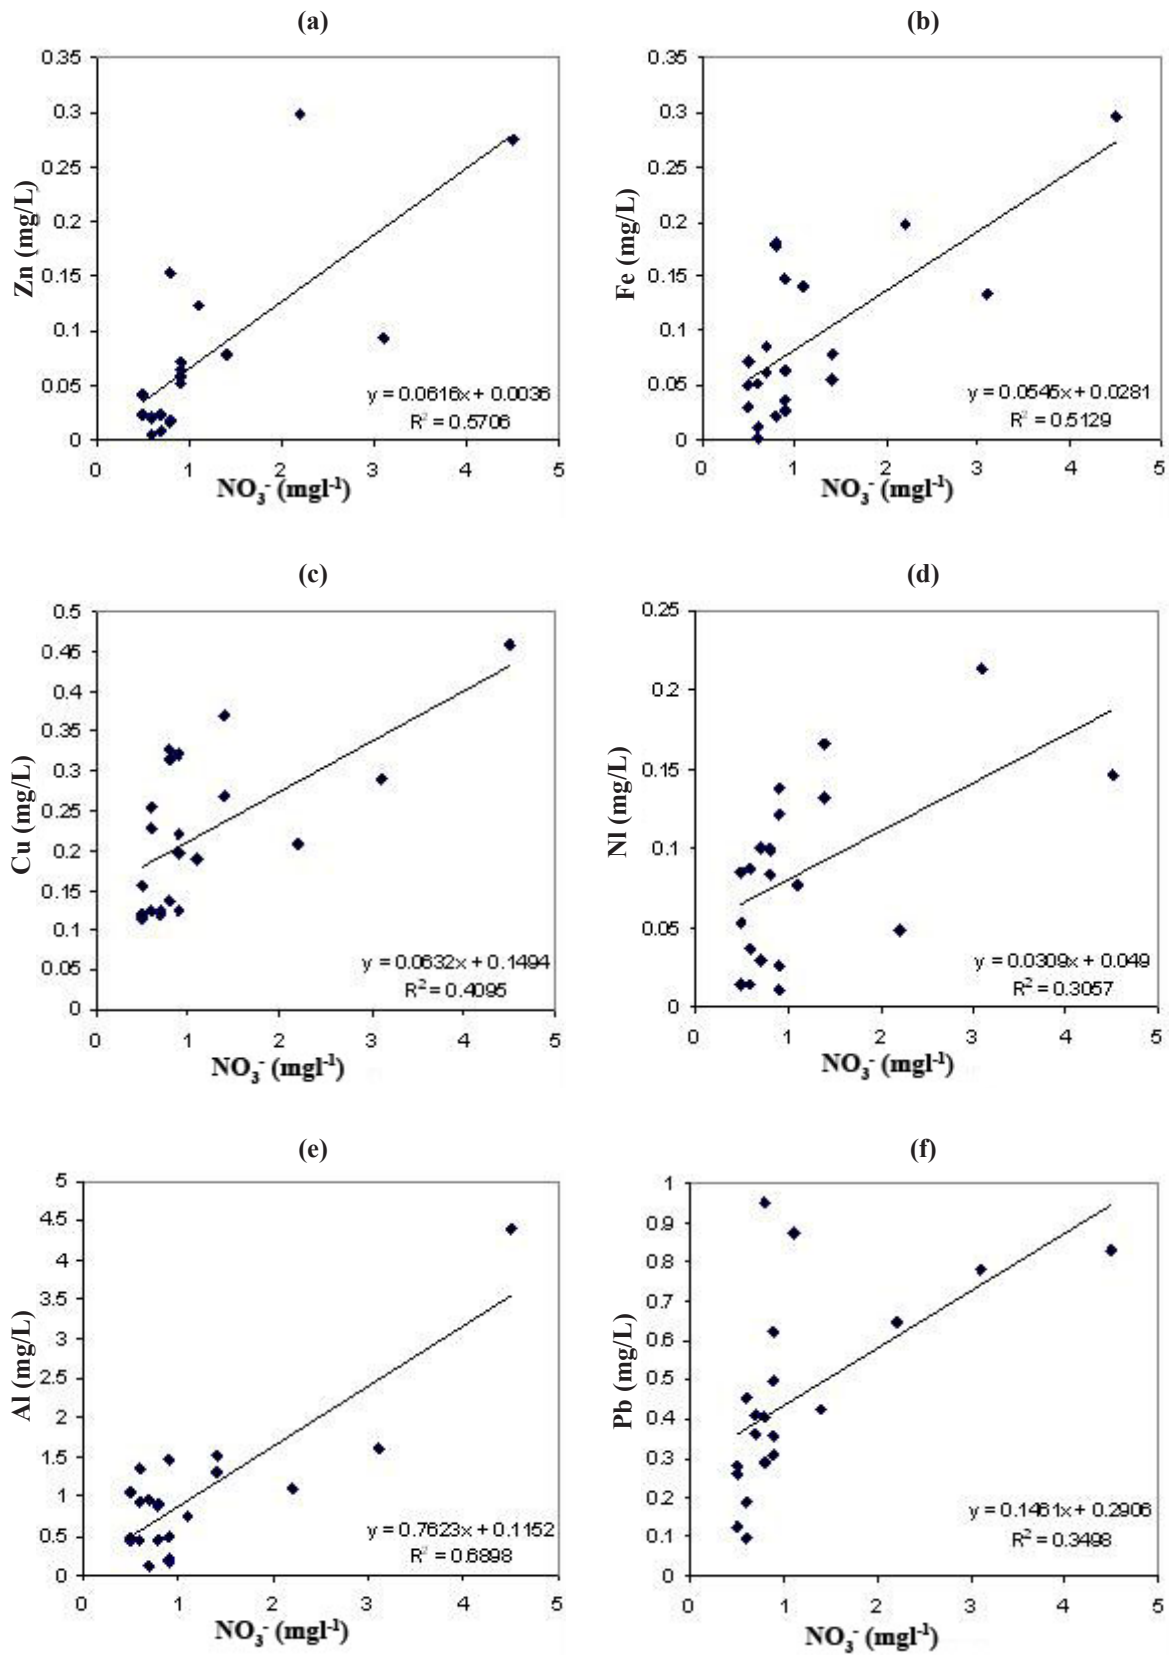 (a)
0.35
0.3
0.25
0.2
0.15
0.1
0.05
0
Zn (mg/L)
y = 0.0616x + 0.0036
R² = 0.5706
0 1 2 3 4 5
NO₃⁻ (mgl⁻¹)
(b)
0.35
0.3
0.25
0.2
0.15
0.1
0.05
0
Fe (mg/L)
y = 0.0545x + 0.0281
R² = 0.5129
0 1 2 3 4 5
NO₃⁻ (mgl⁻¹)
(c)
0.5
0.45
0.4
0.35
0.3
0.25
0.2
0.15
0.1
0.05
0
Cu (mg/L)
y = 0.0632x + 0.1494
R² = 0.4095
0 1 2 3 4 5
NO₃⁻ (mgl⁻¹)
(d)
0.25
0.2
0.15
0.1
0.05
0
Nl (mg/L)
y = 0.0309x + 0.049
R² = 0.3057
0 1 2 3 4 5
NO₃⁻ (mgl⁻¹)
(e)
5
4.5
4
3.5
3
2.5
2
1.5
1
0.5
0
Al (mg/L)
y = 0.7623x + 0.1152
R² = 0.6898
0 1 2 3 4 5
NO₃⁻ (mgl⁻¹)
(f)
1
0.9
0.8
0.7
0.6
0.5
0.4
0.3
0.2
0.1
0
Pb (mg/L)
y = 0.1461x + 0.2906
R² = 0.3498
0 1 2 3 4 5
NO₃⁻ (mgl⁻¹)